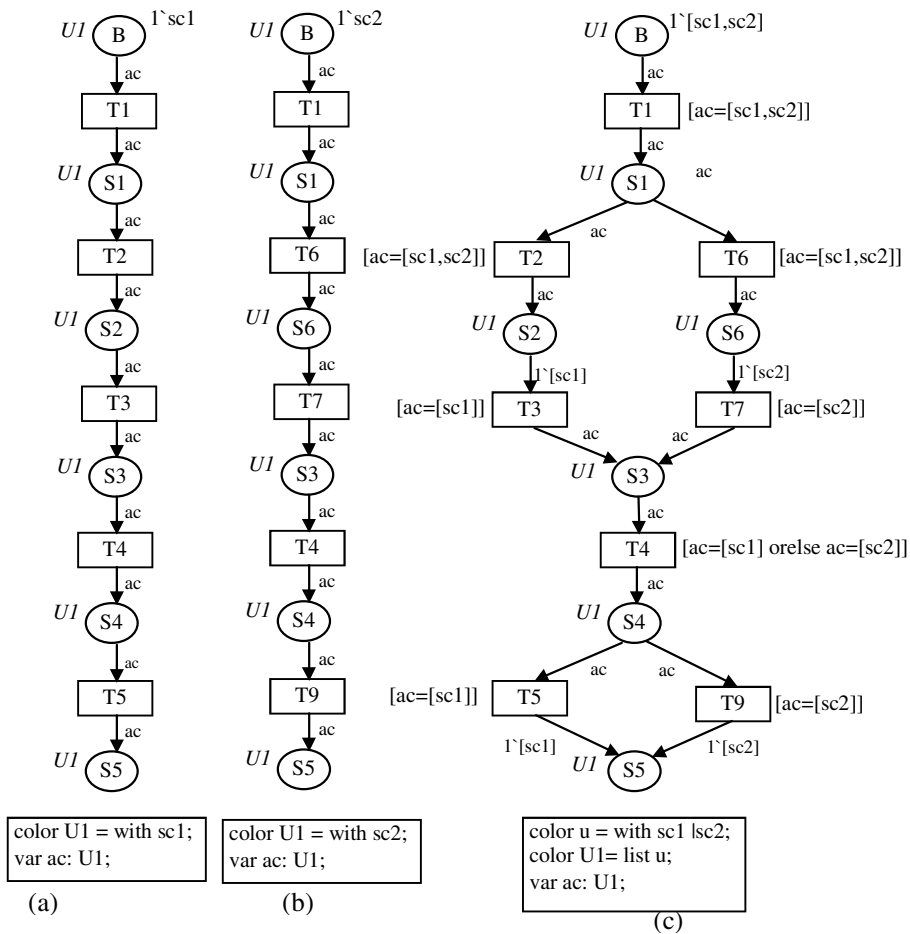 U1 B 1`sc1
ac
T1
ac
U1 S1
ac
T2
ac
U1 S2
ac
T3
ac
U1 S3
ac
T4
ac
U1 S4
ac
T5
ac
U1 S5
color U1 = with sc1;
var ac: U1;
(a)
U1 B 1`sc2
ac
T1
ac
U1 S1
ac
T6
ac
U1 S6
ac
T7
ac
U1 S3
ac
T4
ac
U1 S4
ac
T9
ac
U1 S5
color U1 = with sc2;
var ac: U1;
(b)
U1 B 1`[sc1,sc2]
ac
T1 [ac=[sc1,sc2]]
ac
U1 S1 ac
ac
[ac=[sc1,sc2]] T2 T6 [ac=[sc1,sc2]]
ac ac
U1 S2 U1 S6
1`[sc1] 1`[sc2]
[ac=[sc1]] T3 T7 [ac=[sc2]]
ac ac
U1 S3
ac
T4 [ac=[sc1] orelse ac=[sc2]]
ac
U1 S4
ac ac
[ac=[sc1]] T5 T9 [ac=[sc2]]
1`[sc1] 1`[sc2]
U1 S5
color u = with sc1 |sc2;
color U1= list u;
var ac: U1;
(c)